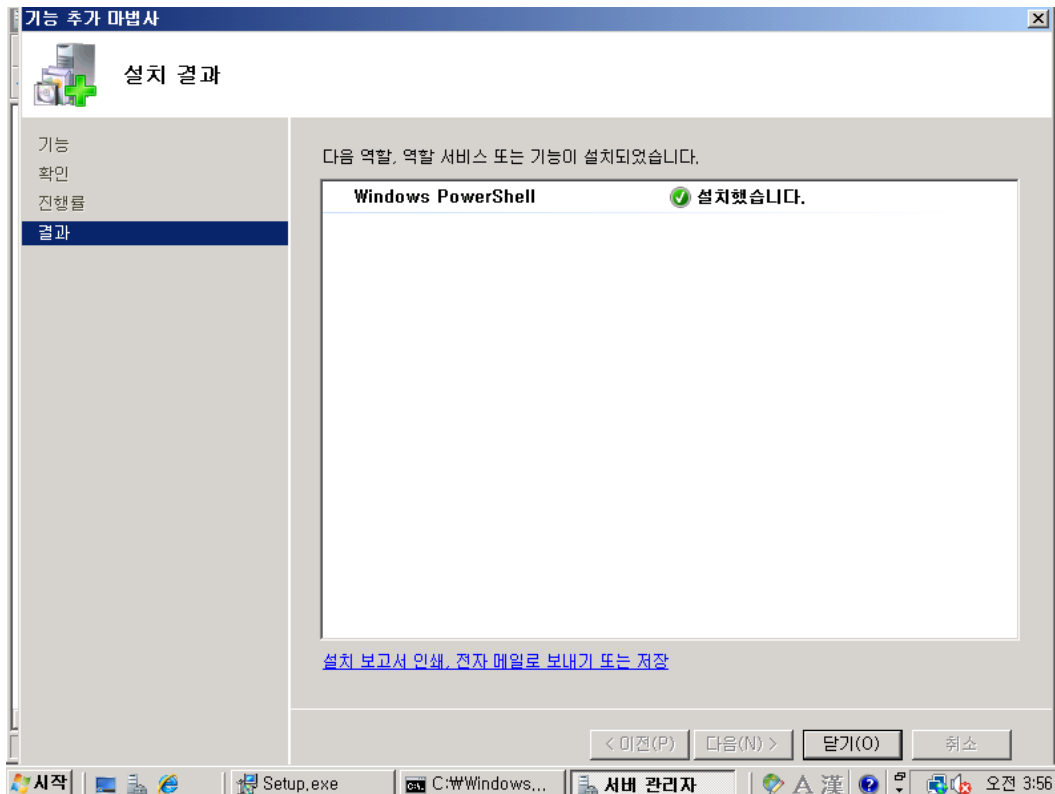 기능 추가 마법사
설치 결과
기능
확인
진행률
결과
다음 역할, 역할 서비스 또는 기능이 설치되었습니다.
Windows PowerShell 설치했습니다.
설치 보고서 인쇄, 전자 메일로 보내기 또는 저장
< 이전(P) 다음(N) > 닫기(O) 취소
시작 Setup.exe C:₩Windows... 서버 관리자 A 漢 오전 3:56